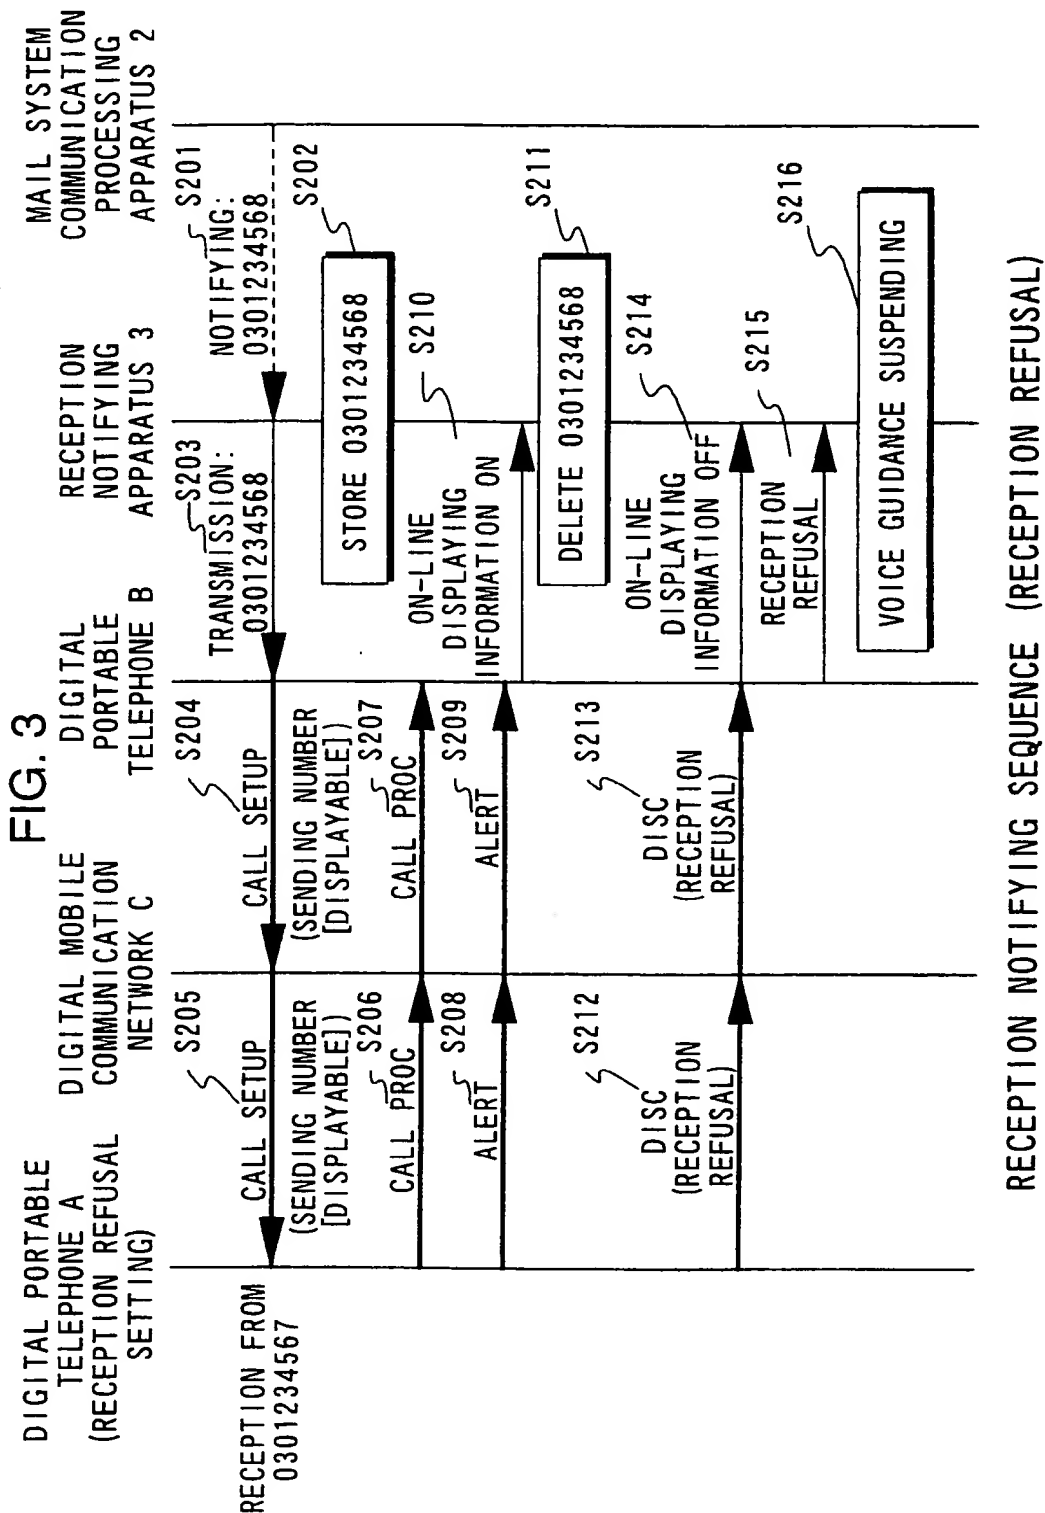 FIG. 3
DIGITAL PORTABLE
TELEPHONE A
(RECEPTION REFUSAL
SETTING)
DIGITAL MOBILE
COMMUNICATION
NETWORK C
DIGITAL
PORTABLE
TELEPHONE B
RECEPTION
NOTIFYING
APPARATUS 3
MAIL SYSTEM
COMMUNICATION
PROCESSING
APPARATUS 2
S201
NOTIFYING:
0301234568
S203
TRANSMISSION:
0301234568
S204
CALL SETUP
(SENDING NUMBER
[DISPLAYABLE])
S205
CALL SETUP
(SENDING NUMBER
[DISPLAYABLE])
RECEPTION FROM
0301234567
S202
STORE 0301234568
S206
CALL PROC
S207
CALL PROC
S208
ALERT
S209
ALERT
S210
ON-LINE
DISPLAYING
INFORMATION ON
S211
DELETE 0301234568
S212
DISC
(RECEPTION
REFUSAL)
S213
DISC
(RECEPTION
REFUSAL)
S214
ON-LINE
DISPLAYING
INFORMATION OFF
S215
RECEPTION
REFUSAL
S216
VOICE GUIDANCE SUSPENDING
RECEPTION NOTIFYING SEQUENCE (RECEPTION REFUSAL)